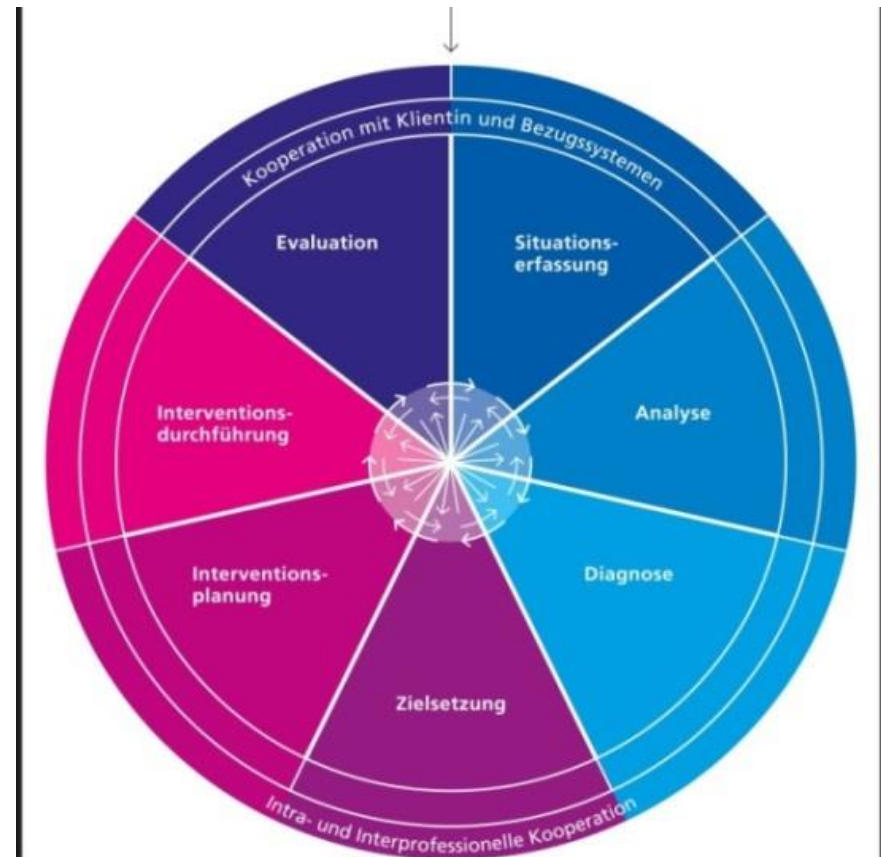 Kooperation mit Klientin und Bezugssystemen
Evaluation
Situations-
erfassung
Analyse
Diagnose
Zielsetzung
Interventions-
planung
Interventions-
durchführung
Intra- und Interprofessionelle Kooperation